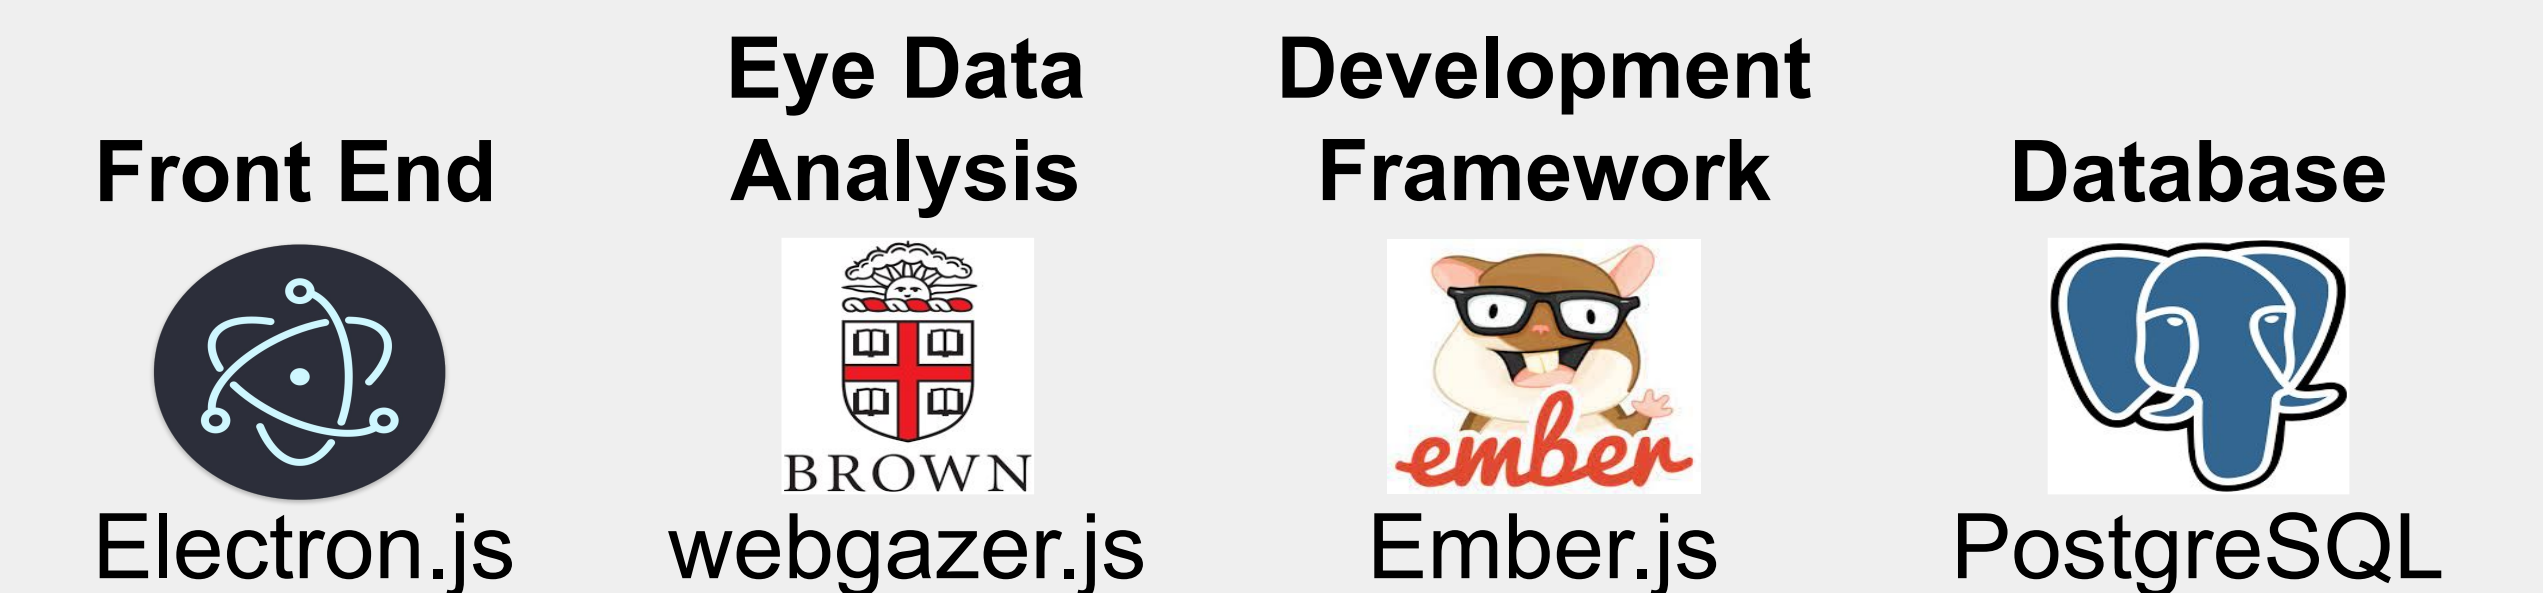 Front End
Eye Data
Analysis
Development
Framework
Database
BROWN
ember
Electron.js
webgazer.js
Ember.js
PostgreSQL